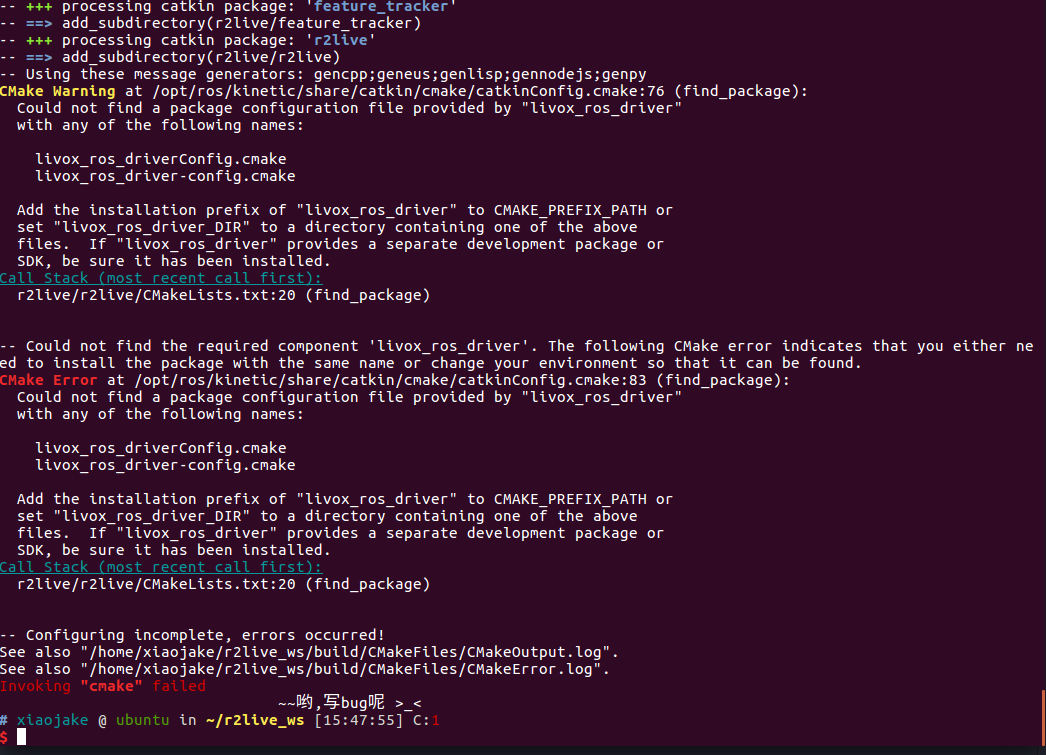 -- +++ processing catkin package: 'feature_tracker'
-- ==> add_subdirectory(r2live/feature_tracker)
-- +++ processing catkin package: 'r2live'
-- ==> add_subdirectory(r2live/r2live)
-- Using these message generators: gencpp;geneus;genlisp;gennodejs;genpy
CMake Warning at /opt/ros/kinetic/share/catkin/cmake/catkinConfig.cmake:76 (find_package):
  Could not find a package configuration file provided by "livox_ros_driver"
  with any of the following names:

    livox_ros_driverConfig.cmake
    livox_ros_driver-config.cmake

  Add the installation prefix of "livox_ros_driver" to CMAKE_PREFIX_PATH or
  set "livox_ros_driver_DIR" to a directory containing one of the above
  files.  If "livox_ros_driver" provides a separate development package or
  SDK, be sure it has been installed.
Call Stack (most recent call first):
  r2live/r2live/CMakeLists.txt:20 (find_package)


-- Could not find the required component 'livox_ros_driver'. The following CMake error indicates that you either ne
ed to install the package with the same name or change your environment so that it can be found.
CMake Error at /opt/ros/kinetic/share/catkin/cmake/catkinConfig.cmake:83 (find_package):
  Could not find a package configuration file provided by "livox_ros_driver"
  with any of the following names:

    livox_ros_driverConfig.cmake
    livox_ros_driver-config.cmake

  Add the installation prefix of "livox_ros_driver" to CMAKE_PREFIX_PATH or
  set "livox_ros_driver_DIR" to a directory containing one of the above
  files.  If "livox_ros_driver" provides a separate development package or
  SDK, be sure it has been installed.
Call Stack (most recent call first):
  r2live/r2live/CMakeLists.txt:20 (find_package)


-- Configuring incomplete, errors occurred!
See also "/home/xiaojake/r2live_ws/build/CMakeFiles/CMakeOutput.log".
See also "/home/xiaojake/r2live_ws/build/CMakeFiles/CMakeError.log".
Invoking "cmake" failed
~~哟,写bug呢 >_<
# xiaojake @ ubuntu in ~/r2live_ws [15:47:55] C:1
$